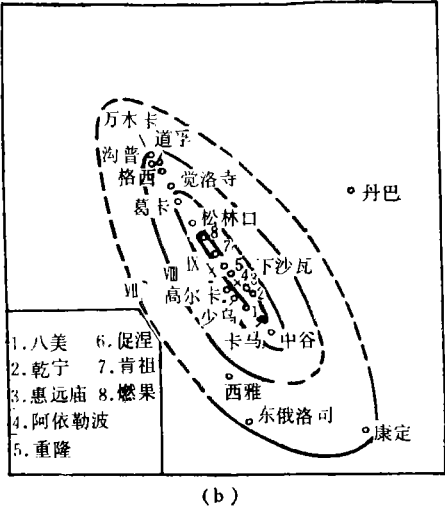 万木卡
道孚
沟普
格西
觉洛寺
葛卡
丹巴
松林口
8
7
Ⅸ
Ⅹ
5
下沙瓦
Ⅷ
4
3
高尔卡
2
Ⅶ
少乌
1
卡马
中谷
西雅
东俄洛司
康定
1.八美 6.促涅
2.乾宁 7.肯祖
3.惠远庙 8.燃果
4.阿依勒波
5.重隆
(b)